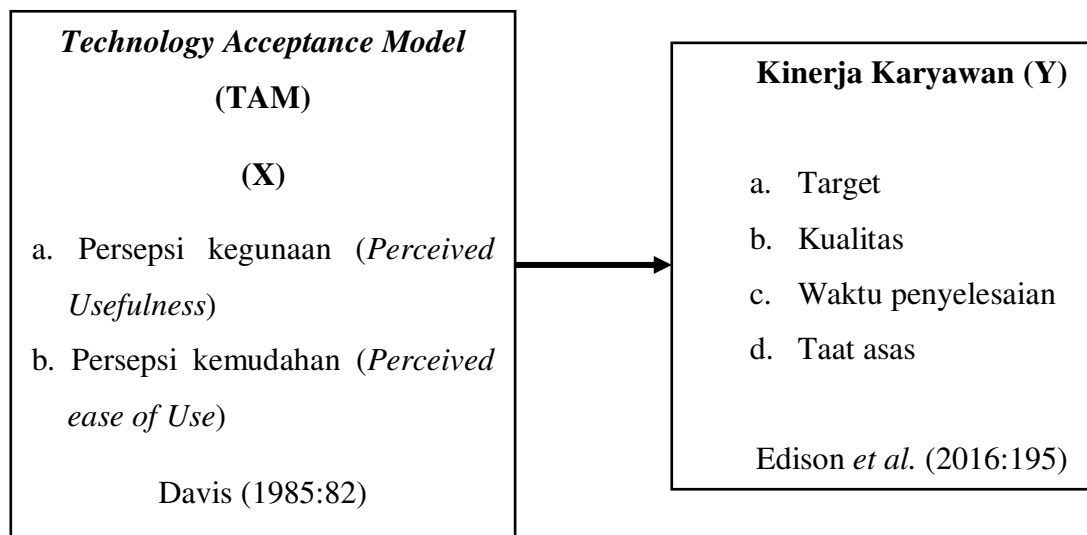 Technology Acceptance Model
(TAM)
(X)
a. Persepsi kegunaan (Perceived
Usefulness)
b. Persepsi kemudahan (Perceived
ease of Use)
Davis (1985:82)
Kinerja Karyawan (Y)
a. Target
b. Kualitas
c. Waktu penyelesaian
d. Taat asas
Edison et al. (2016:195)